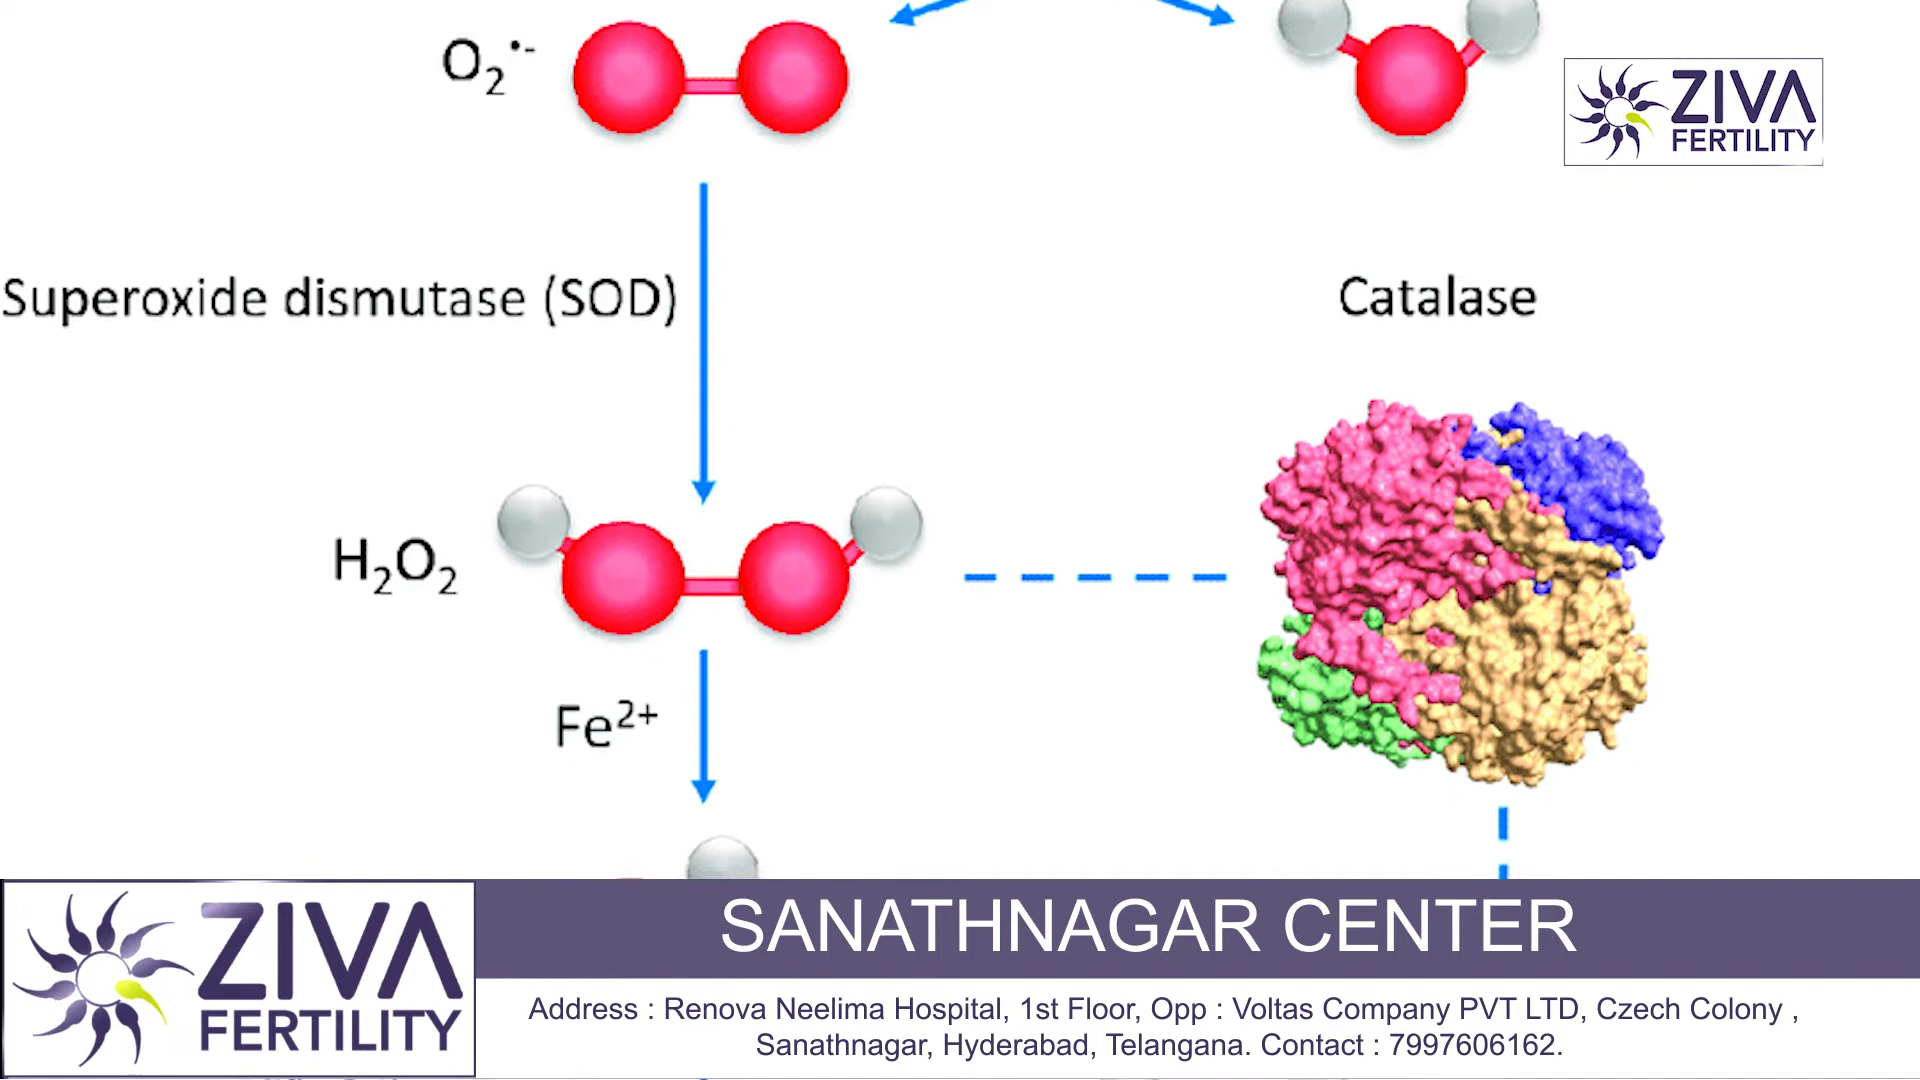 O₂•-
ZIVA
FERTILITY
Superoxide dismutase (SOD)
Catalase
H₂O₂
Fe²⁺
ZIVA
FERTILITY
SANATHNAGAR CENTER
Address : Renova Neelima Hospital, 1st Floor, Opp : Voltas Company PVT LTD, Czech Colony ,
Sanathnagar, Hyderabad, Telangana. Contact : 7997606162.